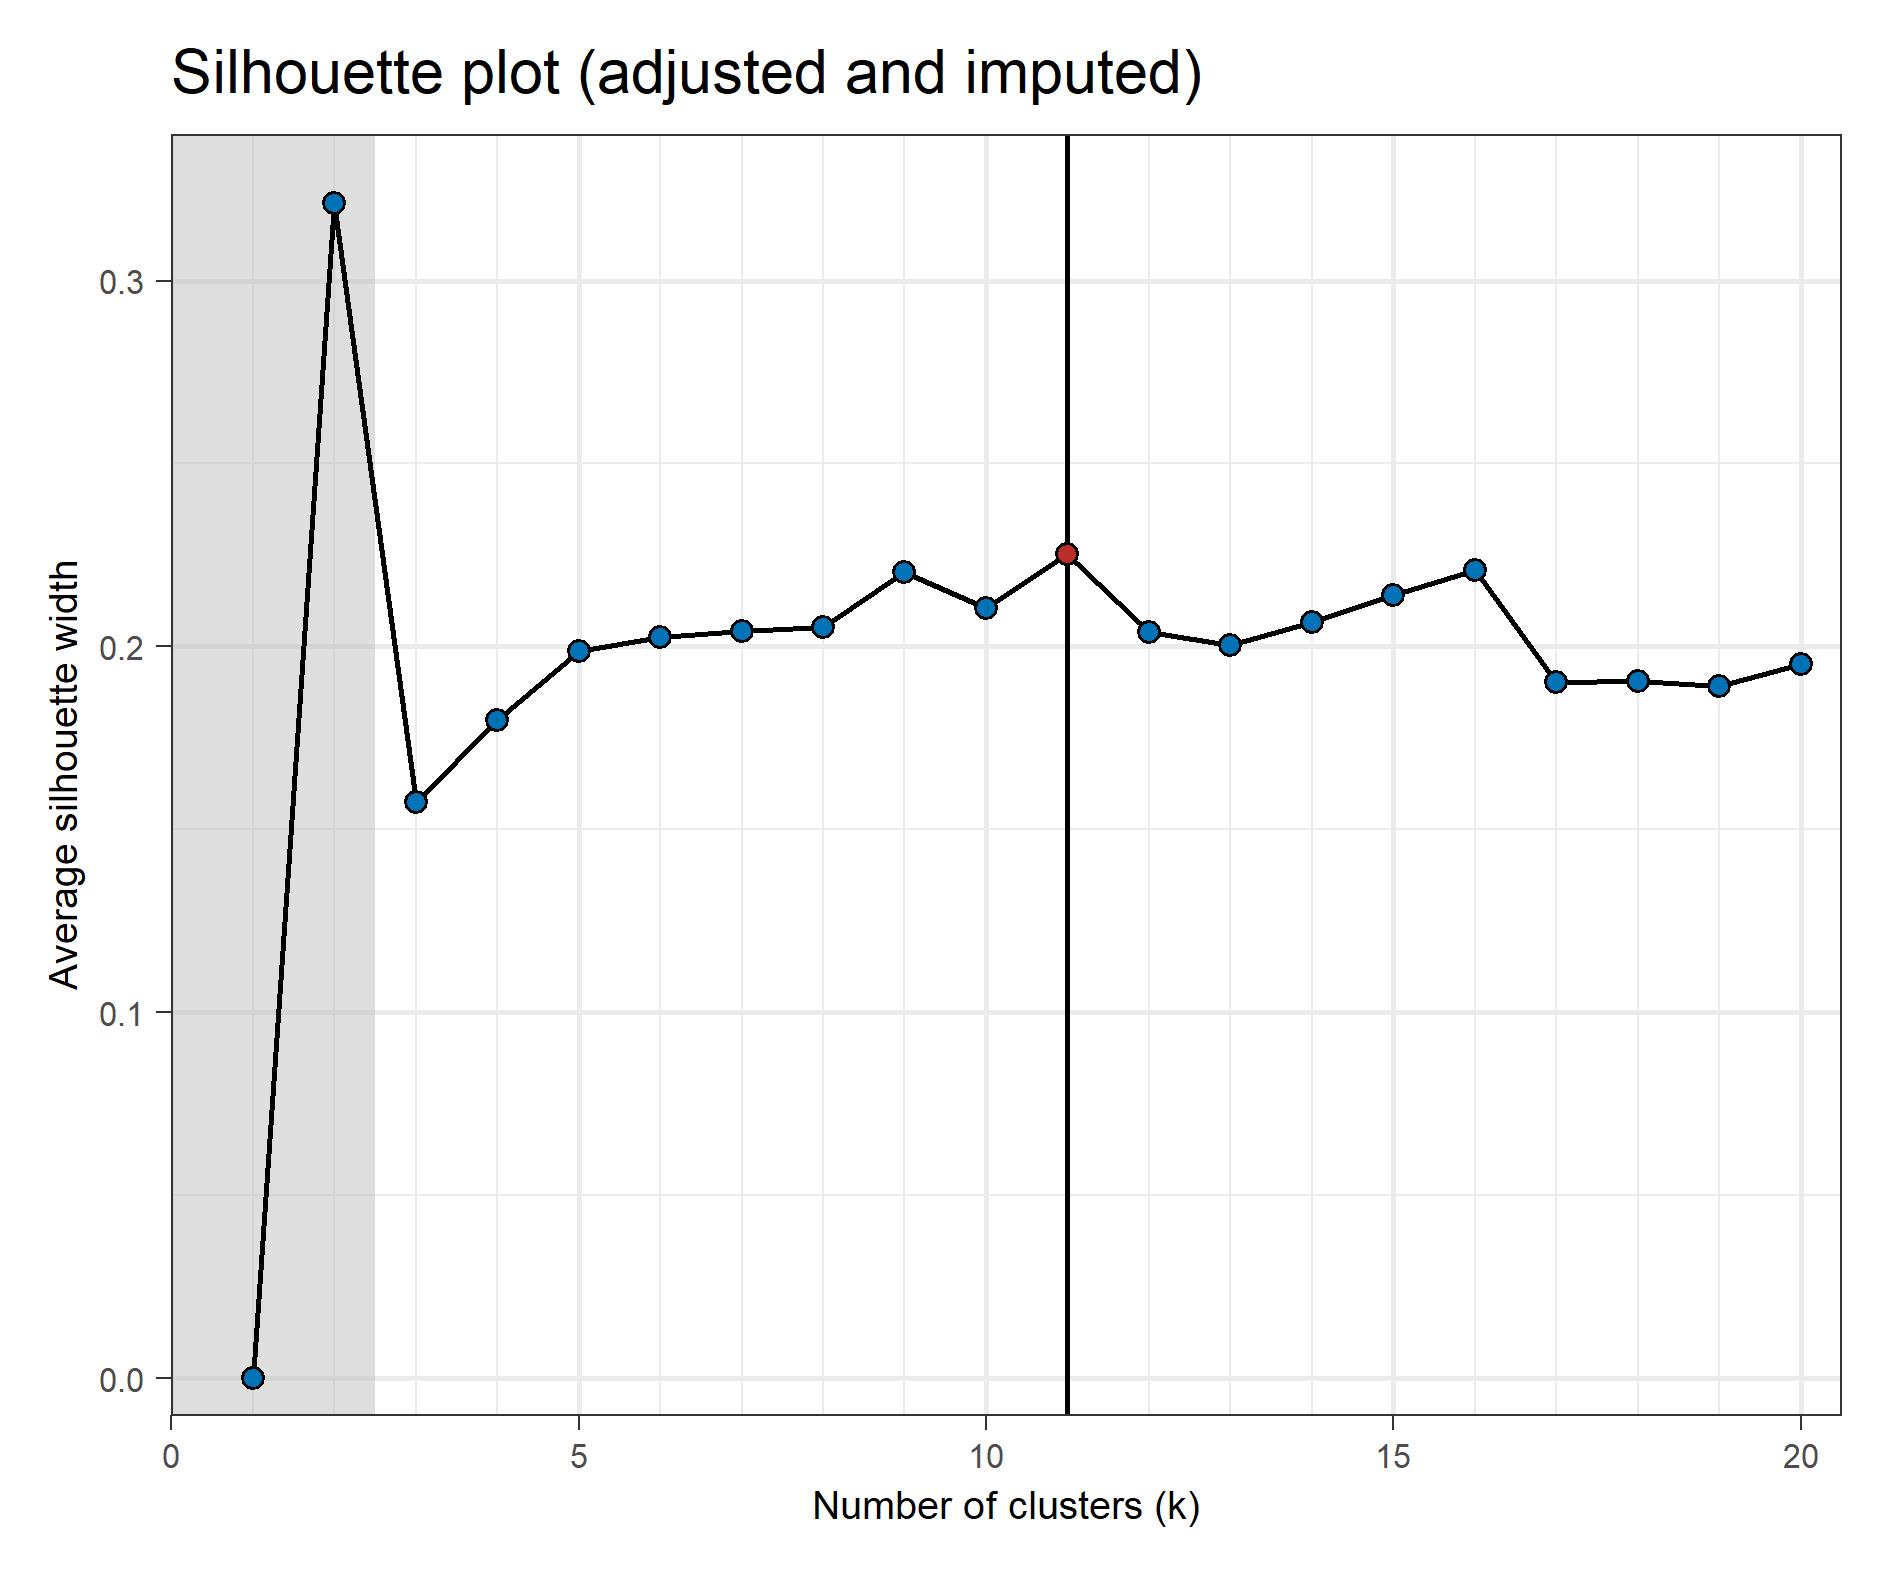 Silhouette plot (adjusted and imputed)
Average silhouette width
0.3
0.2
0.1
0.0
0 5 10 15 20
Number of clusters (k)